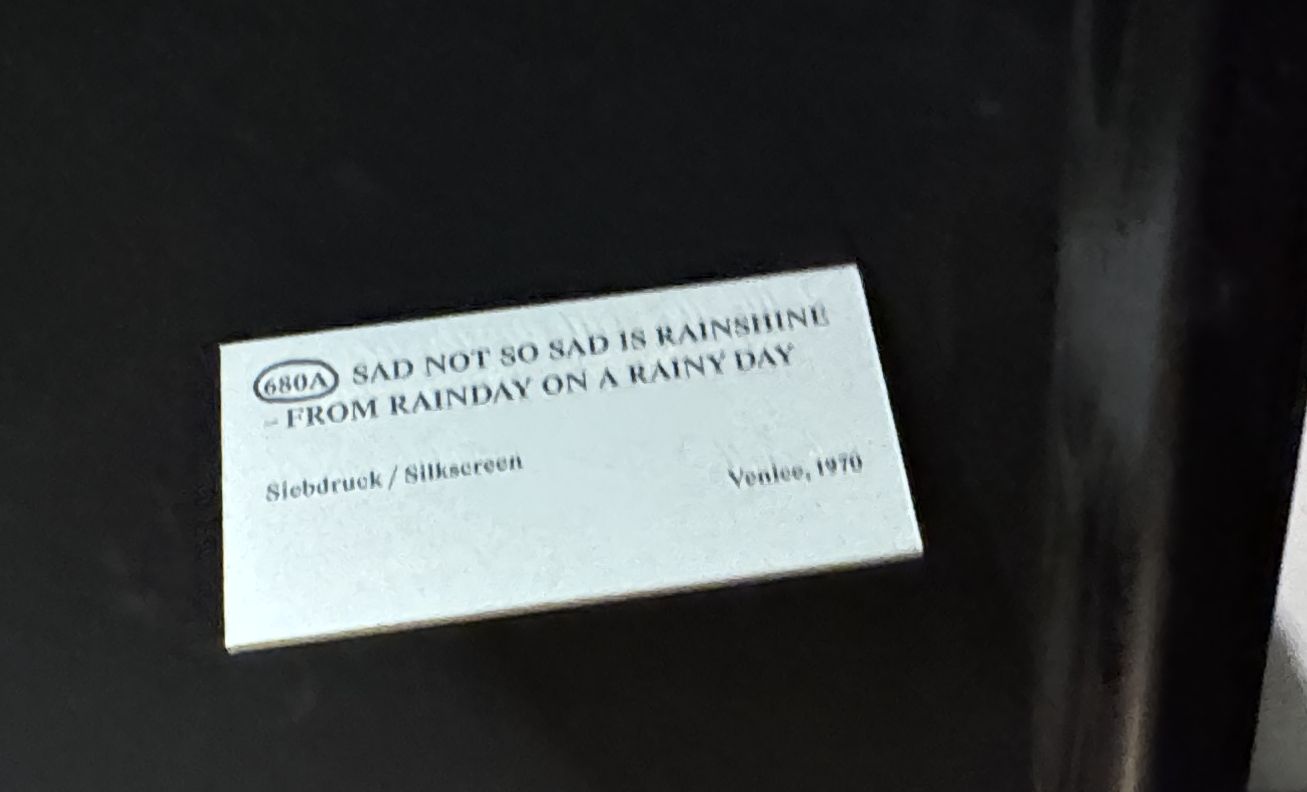 680A SAD NOT SO SAD IS RAINSHINE
– FROM RAINDAY ON A RAINY DAY
Siebdruck / Silkscreen Venice, 1970